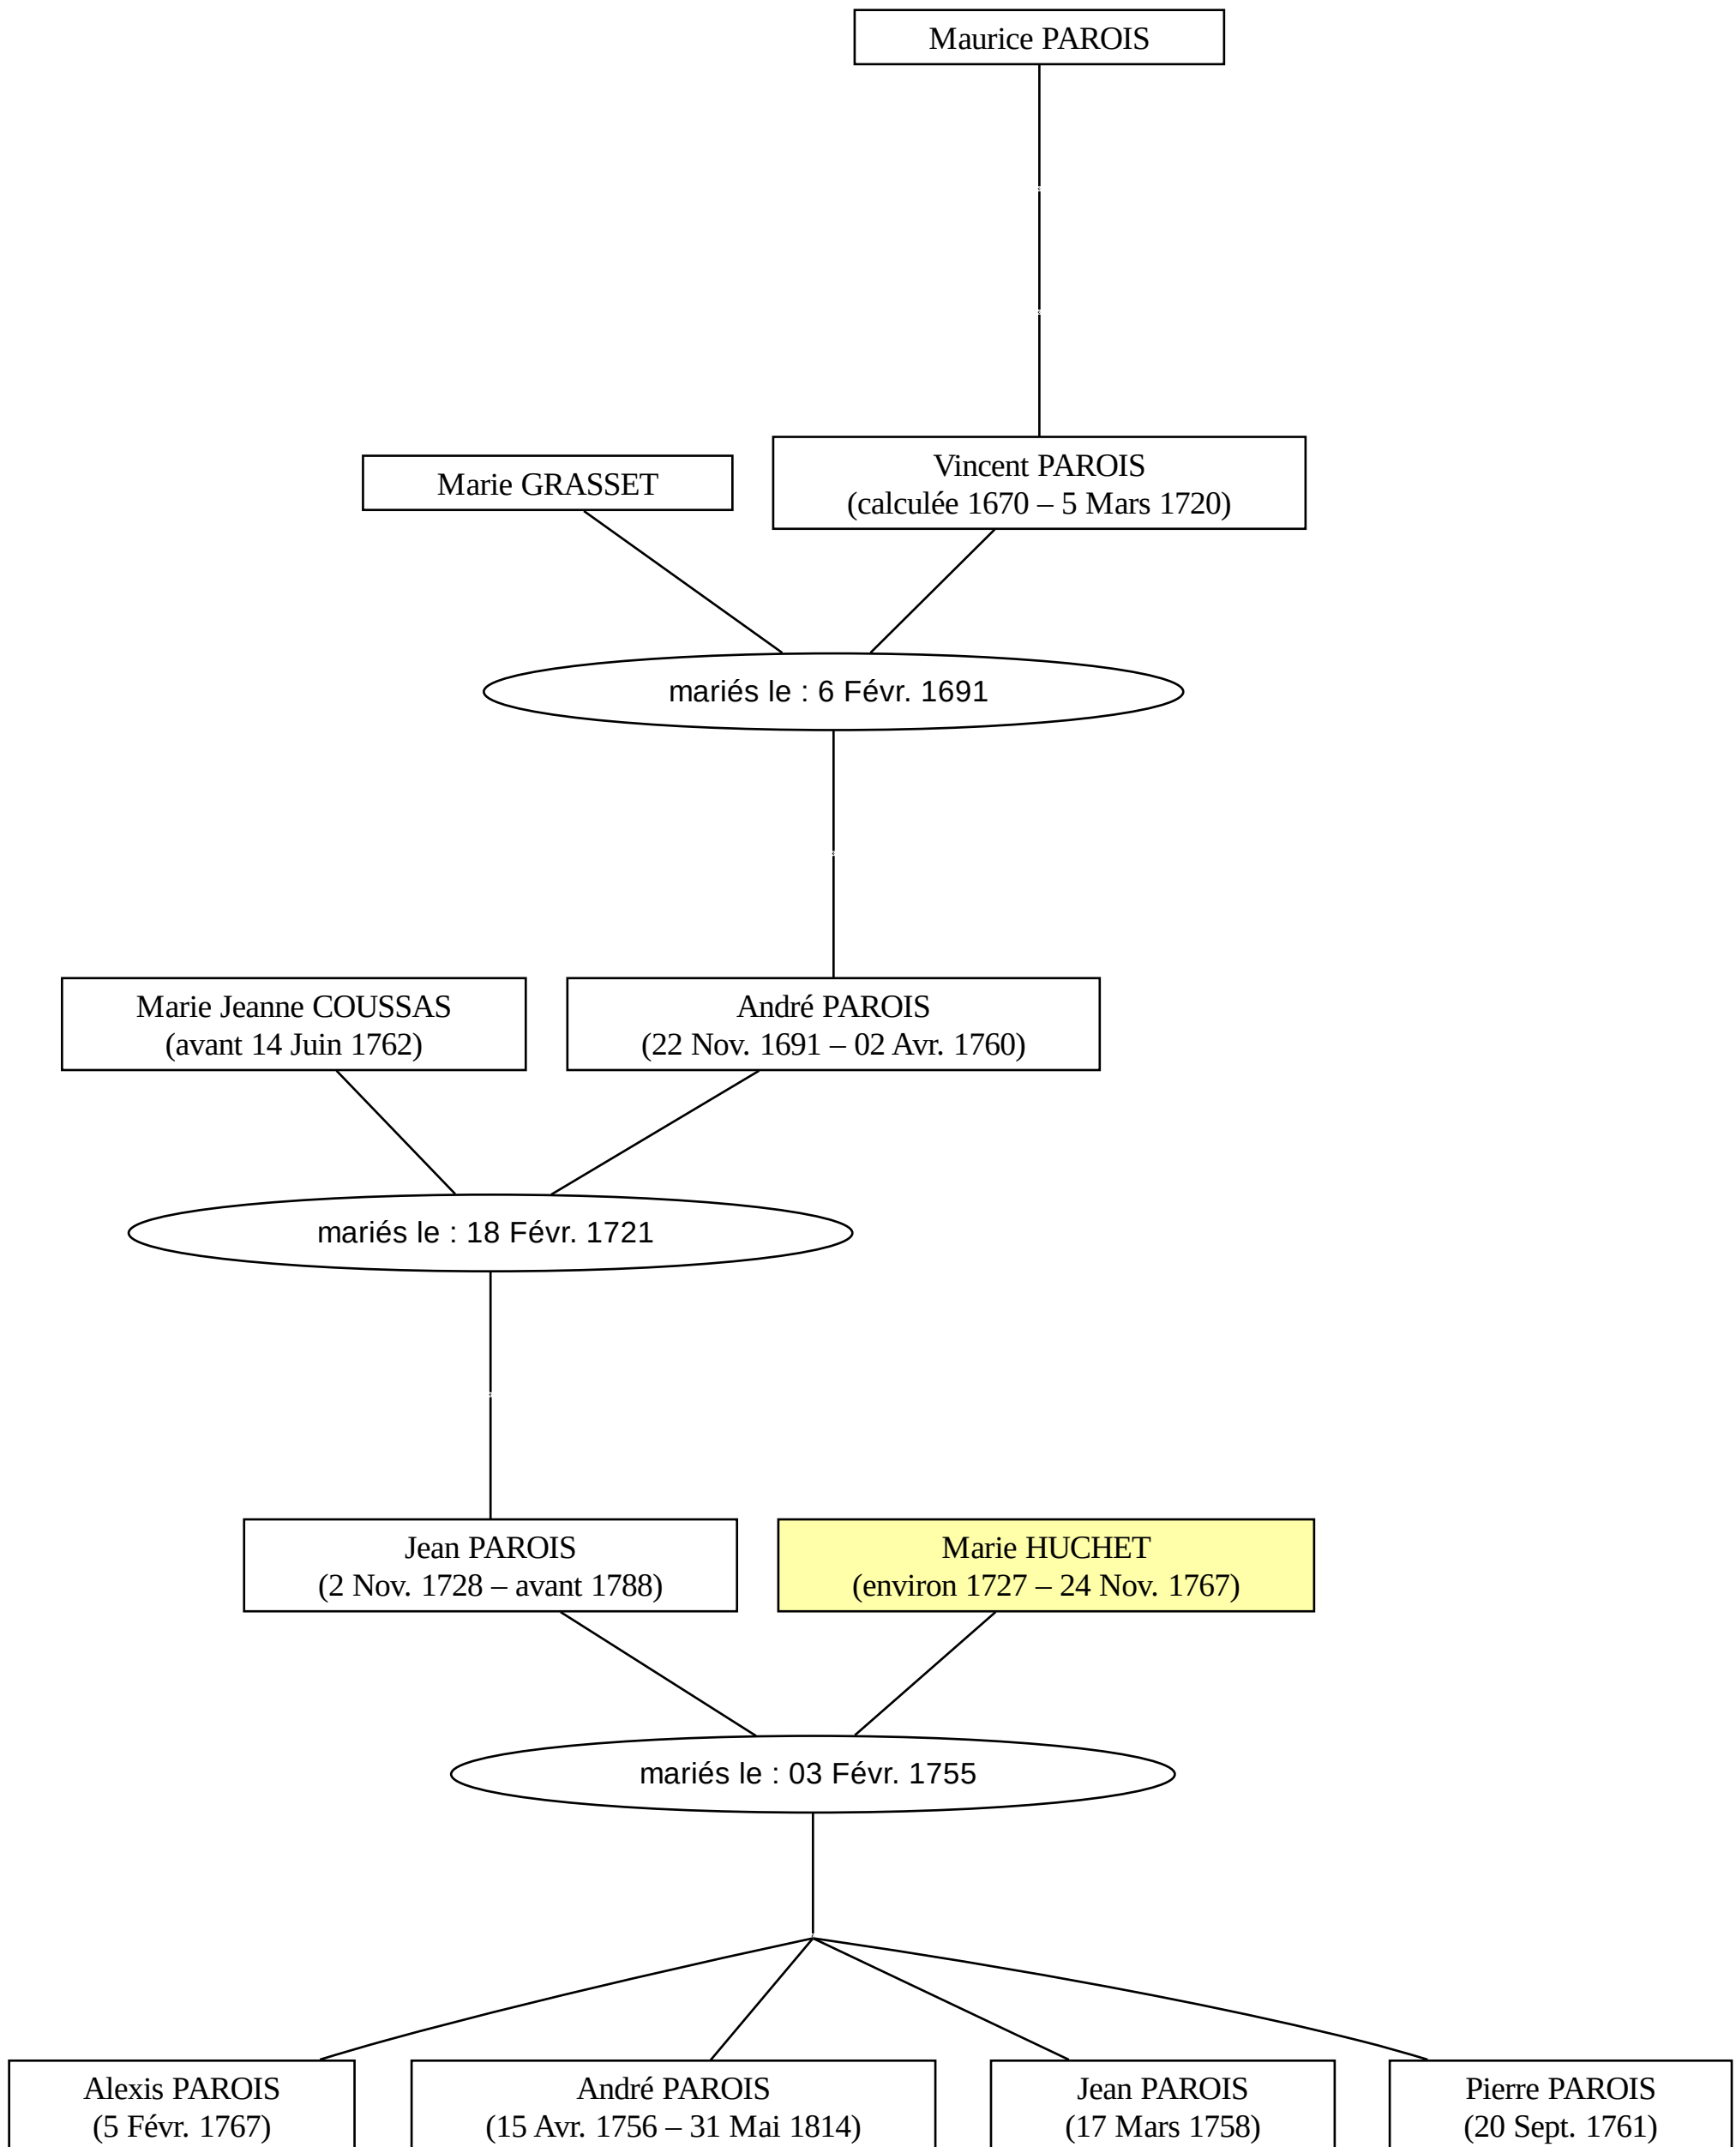 Maurice PAROIS
Marie GRASSET
Vincent PAROIS
(calculée 1670 – 5 Mars 1720)
mariés le : 6 Févr. 1691
Marie Jeanne COUSSAS
(avant 14 Juin 1762)
André PAROIS
(22 Nov. 1691 – 02 Avr. 1760)
mariés le : 18 Févr. 1721
Jean PAROIS
(2 Nov. 1728 – avant 1788)
Marie HUCHET
(environ 1727 – 24 Nov. 1767)
mariés le : 03 Févr. 1755
Alexis PAROIS
(5 Févr. 1767)
André PAROIS
(15 Avr. 1756 – 31 Mai 1814)
Jean PAROIS
(17 Mars 1758)
Pierre PAROIS
(20 Sept. 1761)